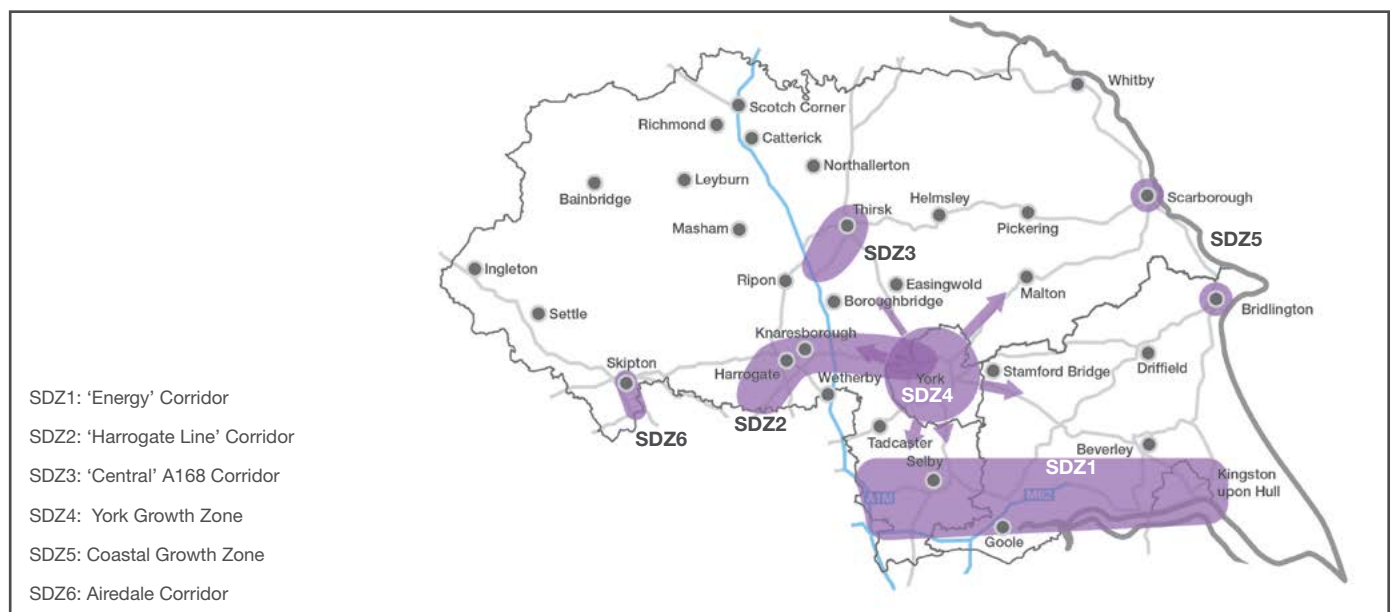 Whitby
Scotch Corner
Richmond
Catterick
Northallerton
Leyburn
Bainbridge
Scarborough
Helmsley
Thirsk
Pickering
Masham
SDZ5
SDZ3
Ingleton
Ripon
Easingwold
Malton
Boroughbridge
Bridlington
Settle
Knaresborough
Skipton
Harrogate
Wetherby
York
Stamford Bridge
Driffield
SDZ4
SDZ2
SDZ6
Tadcaster
Beverley
Selby
SDZ1
Kingston
upon Hull
A1M
M62
Goole
SDZ1: ‘Energy’ Corridor
SDZ2: ‘Harrogate Line’ Corridor
SDZ3: ‘Central’ A168 Corridor
SDZ4: York Growth Zone
SDZ5: Coastal Growth Zone
SDZ6: Airedale Corridor